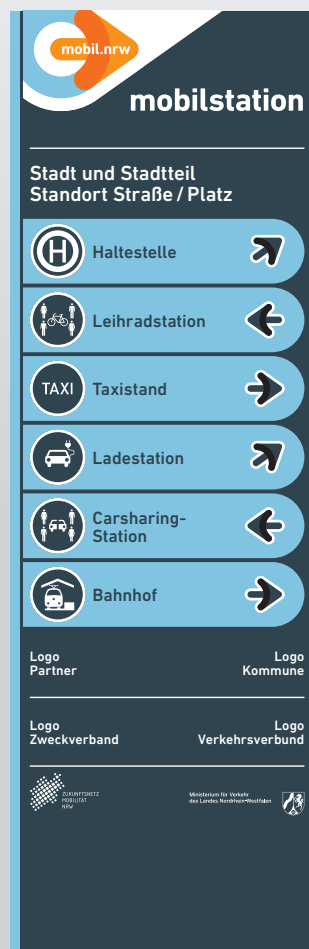 mobil.nrw
mobilstation
Stadt und Stadtteil
Standort Straße / Platz
H
Haltestelle
Leihradstation
TAXI
Taxistand
Ladestation
Carsharing-
Station
Bahnhof
Logo
Partner
Logo
Kommune
Logo
Zweckverband
Logo
Verkehrsverbund
ZUKUNFTSNETZ
MOBILITÄT
NRW
Ministerium für Verkehr
des Landes Nordrhein-Westfalen